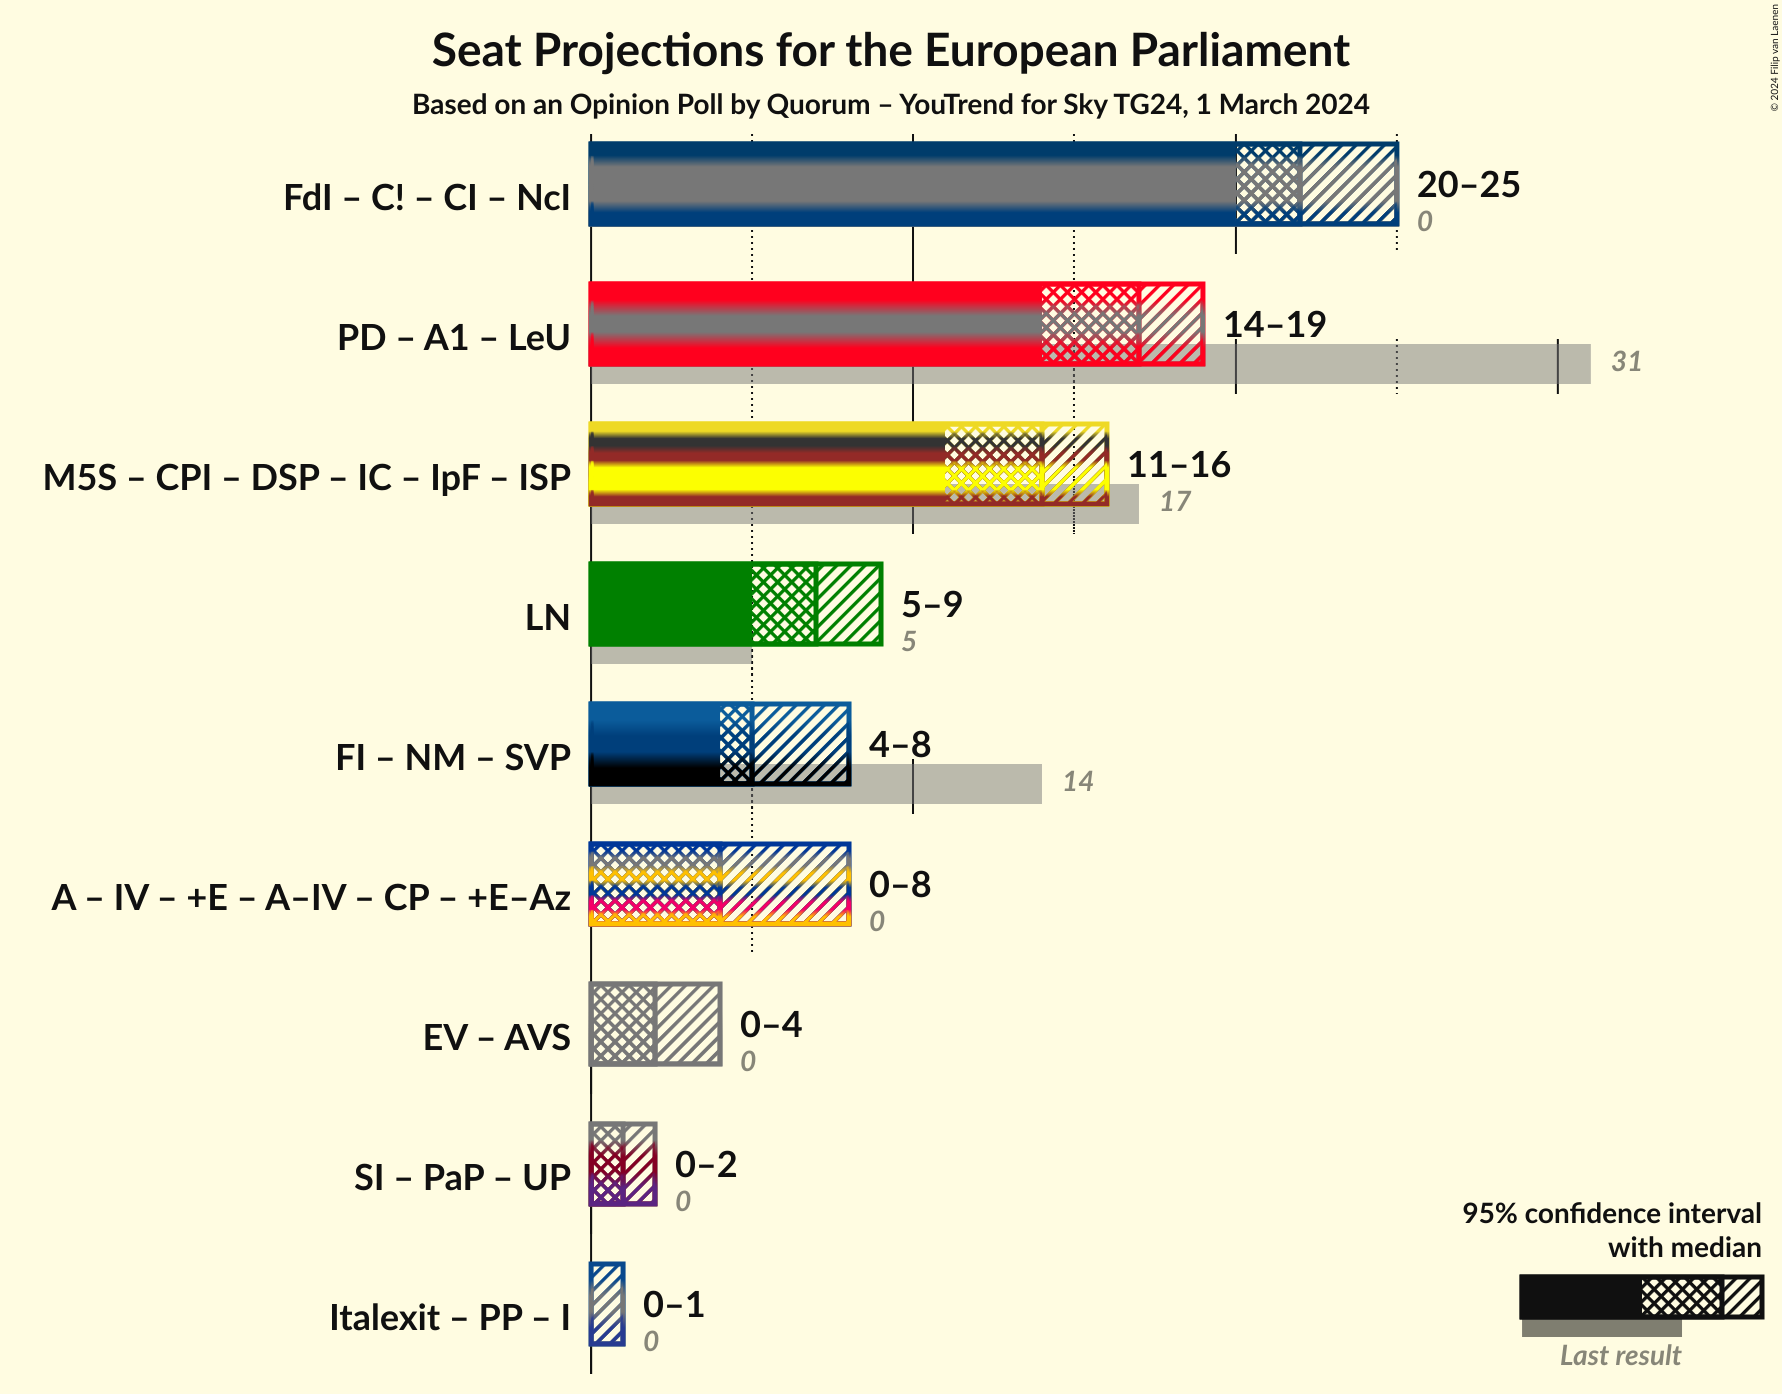 Seat Projections for the European Parliament
Based on an Opinion Poll by Quorum – YouTrend for Sky TG24, 1 March 2024
© 2024 Filip van Laenen
FdI – C! – CI – NcI
20–25
0
PD – A1 – LeU
14–19
31
M5S – CPI – DSP – IC – IpF – ISP
11–16
17
LN
5–9
5
FI – NM – SVP
4–8
14
A – IV – +E – A–IV – CP – +E–Az
0–8
0
EV – AVS
0–4
0
SI – PaP – UP
0–2
0
Italexit – PP – I
0–1
0
95% confidence interval
with median
Last result